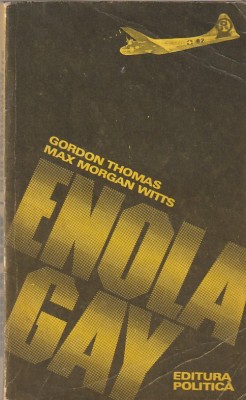 GORDON THOMAS
MAX MORGAN WITTS
ENOLA
GAY
EDITURA
POLITICĂ